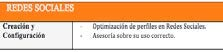 REDES SOCIALES
Creación y
Configuración
- Optimización de perfiles en Redes Sociales.
- Asesoría sobre su uso correcto.